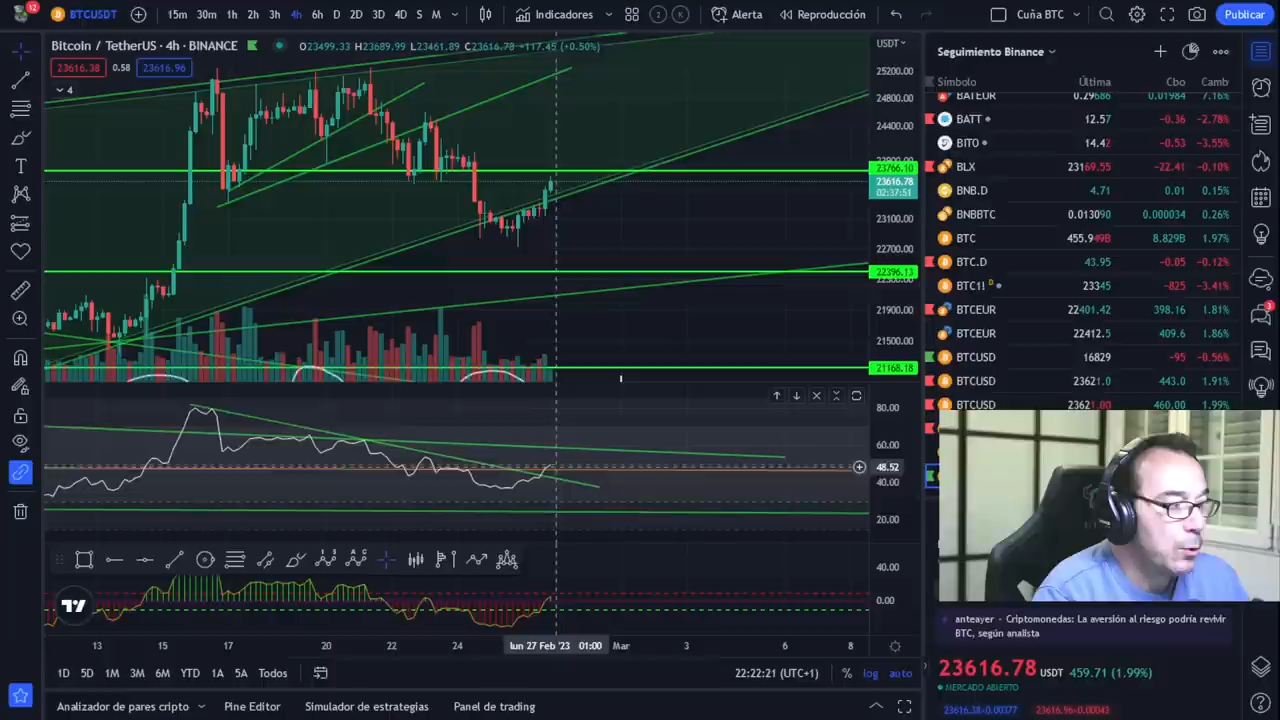 12
BTCUSDT
15m 30m 1h 2h 3h 4h 6h D 2D 3D 4D S M
Indicadores
2 K
Alerta
Reproducción
Cuña BTC
Publicar
Bitcoin / TetherUS · 4h · BINANCE
O23499.33 H23689.99 L23461.89 C23616.78 +117.45 (+0.50%)
23616.38 0.58 23616.96
4
USDT
25200.00
24800.00
24400.00
23766.10
23616.78
02:37:51
23100.00
22700.00
22396.13
21900.00
21500.00
21168.18
80.00
60.00
48.52
40.00
20.00
40.00
0.00
13 15 17 20 22 24 lun 27 Feb '23 01:00 Mar 3 6 8
1D 5D 1M 3M 6M YTD 1A 5A Todos
22:22:21 (UTC+1) % log auto
Analizador de pares cripto Pine Editor Simulador de estrategias Panel de trading
Seguimiento Binance
Símbolo Última Cbo Camb
BATEUR 0.29686 0.01984 7.16%
BATT 12.57 −0.36 −2.78%
BITO 14.42 −0.53 −3.55%
BLX 23169.55 −22.41 −0.10%
BNB.D 4.71 0.01 0.15%
BNBBTC 0.013090 0.000034 0.26%
BTC 455.949B 8.829B 1.97%
BTC.D 43.95 −0.05 −0.12%
BTC1! D 23345 −825 −3.41%
BTCEUR 22401.42 398.16 1.81%
BTCEUR 22412.5 409.6 1.86%
BTCUSD 16829 −95 −0.56%
BTCUSD 23621.0 443.0 1.91%
BTCUSD 23621.00 460.00 1.99%
3
anteayer · Criptomonedas: La aversión al riesgo podría revivir
BTC, según analista
23616.78 USDT 459.71 (1.99%)
MERCADO ABIERTO
23616.38×0.00377 23616.96×0.00043